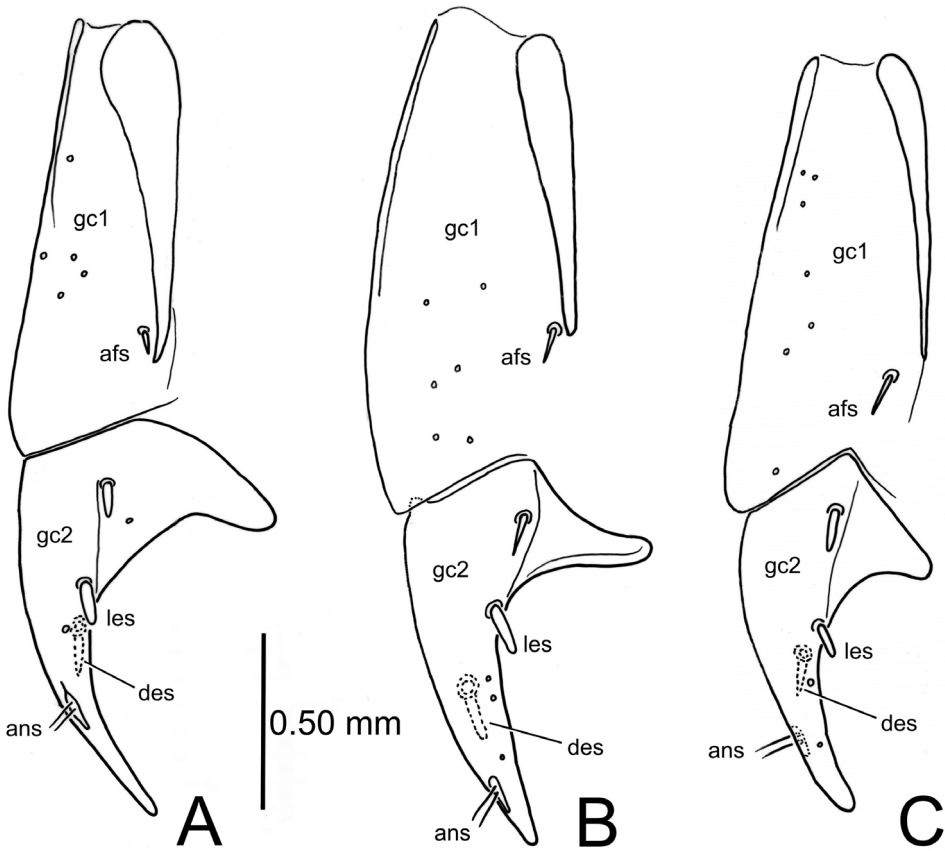 gc1
afs
gc2
les
des
ans
0.50 mm
A
gc1
afs
gc2
les
des
ans
B
gc1
afs
gc2
les
des
ans
C